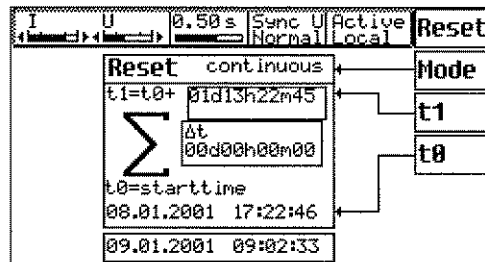 I U 0.50 s Sync U Active Reset
Normal Local
Reset continuous Mode
t1=t0+ 01d13h22m45 t1
∑ Δt
00d00h00m00
t0
t0=starttime
08.01.2001 17:22:46
09.01.2001 09:02:33